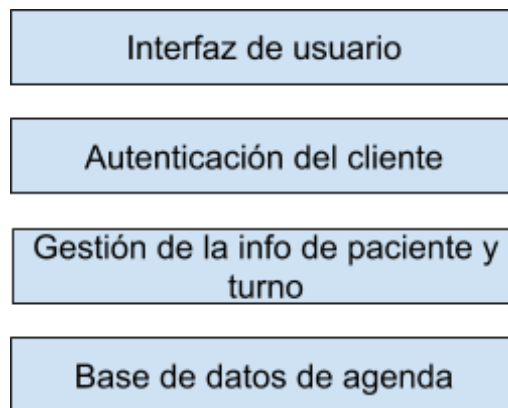 Interfaz de usuario
Autenticación del cliente
Gestión de la info de paciente y
turno
Base de datos de agenda